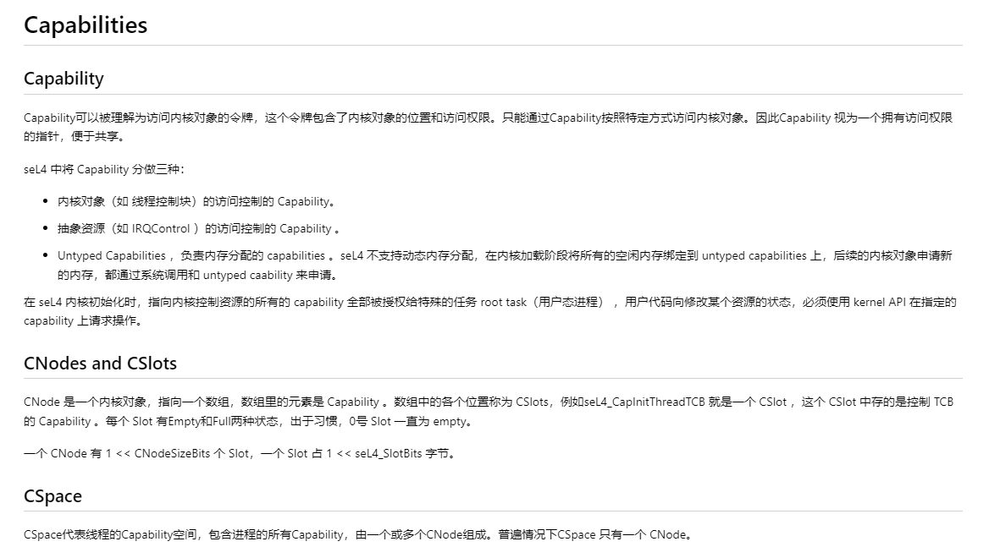 Capabilities
Capability
Capability可以被理解为访问内核对象的令牌，这个令牌包含了内核对象的位置和访问权限。只能通过Capability按照特定方式访问内核对象。因此Capability 视为一个拥有访问权限
的指针，便于共享。
seL4 中将 Capability 分做三种：
• 内核对象（如 线程控制块）的访问控制的 Capability。
• 抽象资源（如 IRQControl ）的访问控制的 Capability 。
• Untyped Capabilities ，负责内存分配的 capabilities 。seL4 不支持动态内存分配，在内核加载阶段将所有的空闲内存绑定到 untyped capabilities 上，后续的内核对象申请新
的内存，都通过系统调用和 untyped caability 来申请。
在 seL4 内核初始化时，指向内核控制资源的所有的 capability 全部被授权给特殊的任务 root task（用户态进程） ，用户代码向修改某个资源的状态，必须使用 kernel API 在指定的
capability 上请求操作。
CNodes and CSlots
CNode 是一个内核对象，指向一个数组，数组里的元素是 Capability 。数组中的各个位置称为 CSlots，例如seL4_CapInitThreadTCB 就是一个 CSlot ，这个 CSlot 中存的是控制 TCB
的 Capability 。每个 Slot 有Empty和Full两种状态，出于习惯，0号 Slot 一直为 empty。
一个 CNode 有 1 << CNodeSizeBits 个 Slot，一个 Slot 占 1 << seL4_SlotBits 字节。
CSpace
CSpace代表线程的Capability空间，包含进程的所有Capability，由一个或多个CNode组成。普遍情况下CSpace 只有一个 CNode。